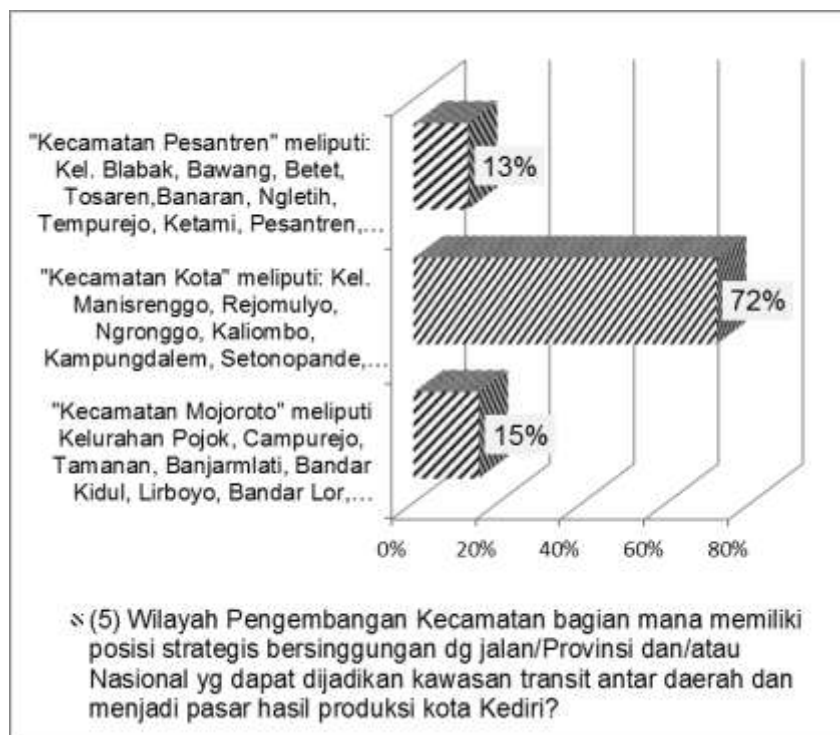 "Kecamatan Pesantren" meliputi:
Kel. Blabak, Bawang, Betet,
Tosaren,Banaran, Ngletih,
Tempurejo, Ketami, Pesantren,...
13%
"Kecamatan Kota" meliputi: Kel.
Manisrenggo, Rejomulyo,
Ngronggo, Kaliombo,
Kampungdalem, Setonopande,...
72%
"Kecamatan Mojoroto" meliputi
Kelurahan Pojok, Campurejo,
Tamanan, Banjarmlati, Bandar
Kidul, Lirboyo, Bandar Lor,...
15%
0% 20% 40% 60% 80%
(5) Wilayah Pengembangan Kecamatan bagian mana memiliki
posisi strategis bersinggungan dg jalan/Provinsi dan/atau
Nasional yg dapat dijadikan kawasan transit antar daerah dan
menjadi pasar hasil produksi kota Kediri?